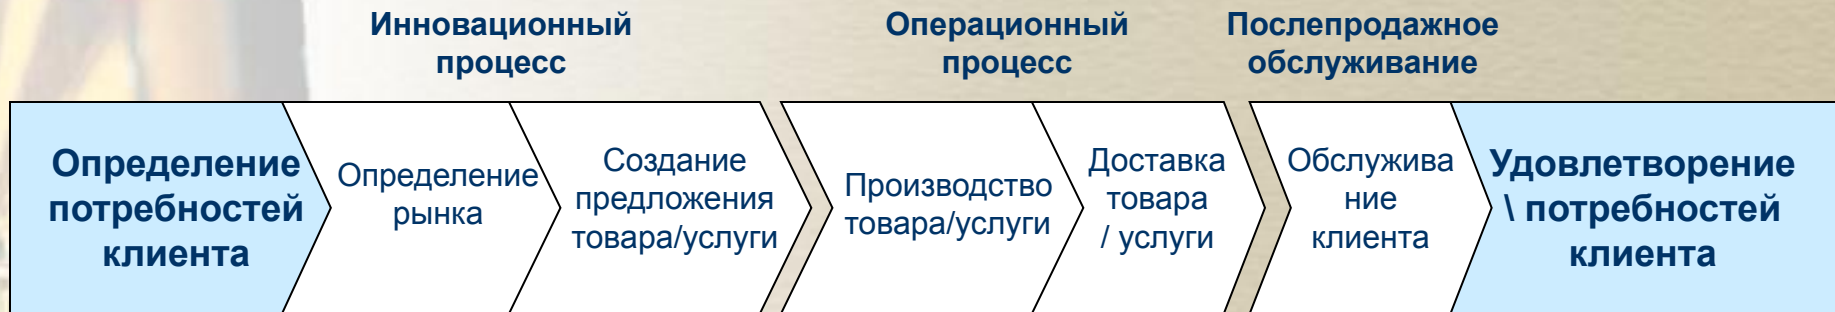 Инновационный
процесс
Операционный
процесс
Послепродажное
обслуживание
Определение
потребностей
клиента
Определение
рынка
Создание
предложения
товара/услуги
Производство
товара/услуги
Доставка
товара
/ услуги
Обслужива
ние
клиента
Удовлетворение
\ потребностей
клиента